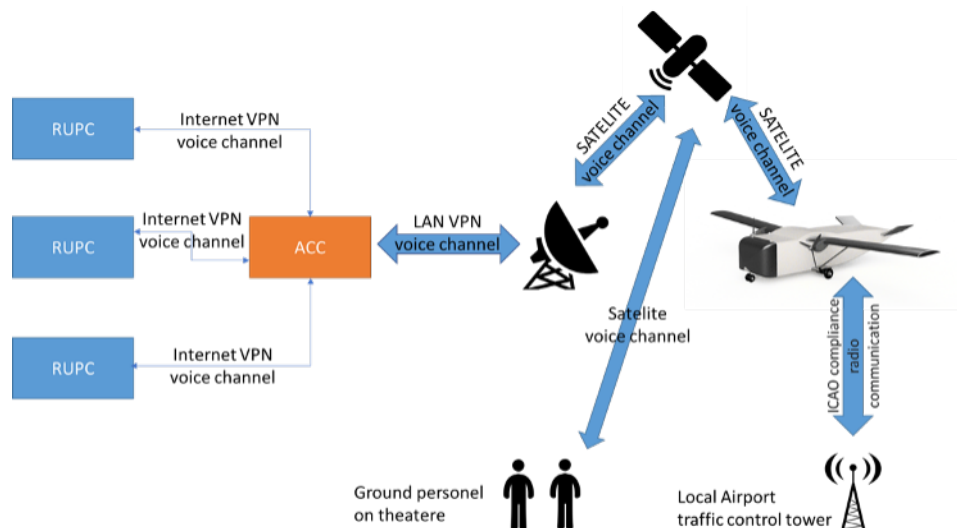 RUPC
Internet VPN
voice channel
RUPC
Internet VPN
voice channel
RUPC
Internet VPN
voice channel
ACC
LAN VPN
voice channel
SATELITE
voice channel
SATELITE
voice channel
Satelite
voice channel
ICAO compliance
radio
communication
Ground personel
on theatere
Local Airport
traffic control tower